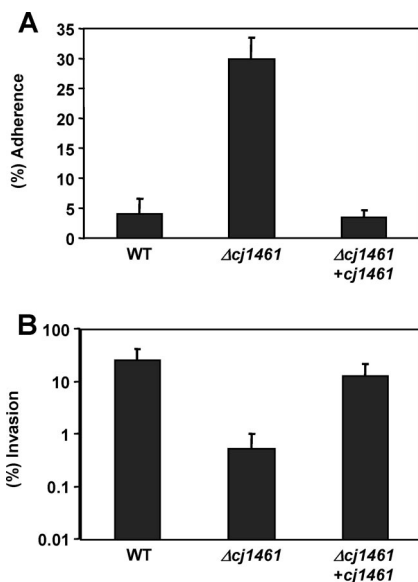 A
35
30
25
20
15
10
5
0
(%) Adherence
WT
Δcj1461
Δcj1461
+cj1461
B
100
10
1
0.1
0.01
(%) Invasion
WT
Δcj1461
Δcj1461
+cj1461